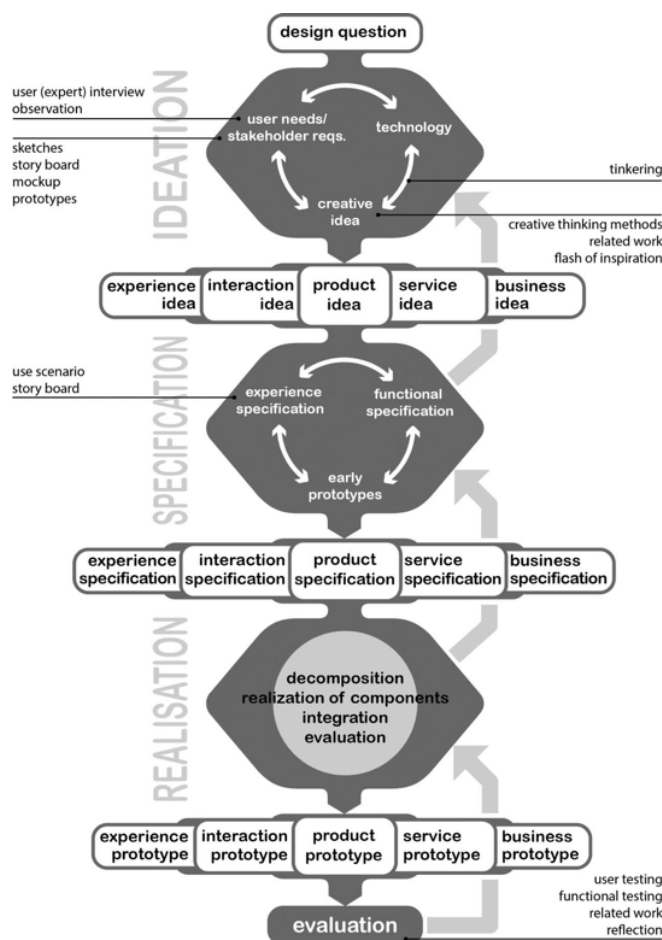 design question
IDEATION
user (expert) interview
observation
sketches
story board
mockup
prototypes
user needs/
stakeholder reqs.
technology
creative
idea
tinkering
creative thinking methods
related work
flash of inspiration
experience
idea
interaction
idea
product
idea
service
idea
business
idea
SPECIFICATION
use scenario
story board
experience
specification
functional
specification
early
prototypes
experience
specification
interaction
specification
product
specification
service
specification
business
specification
REALISATION
decomposition
realization of components
integration
evaluation
experience
prototype
interaction
prototype
product
prototype
service
prototype
business
prototype
evaluation
user testing
functional testing
related work
reflection